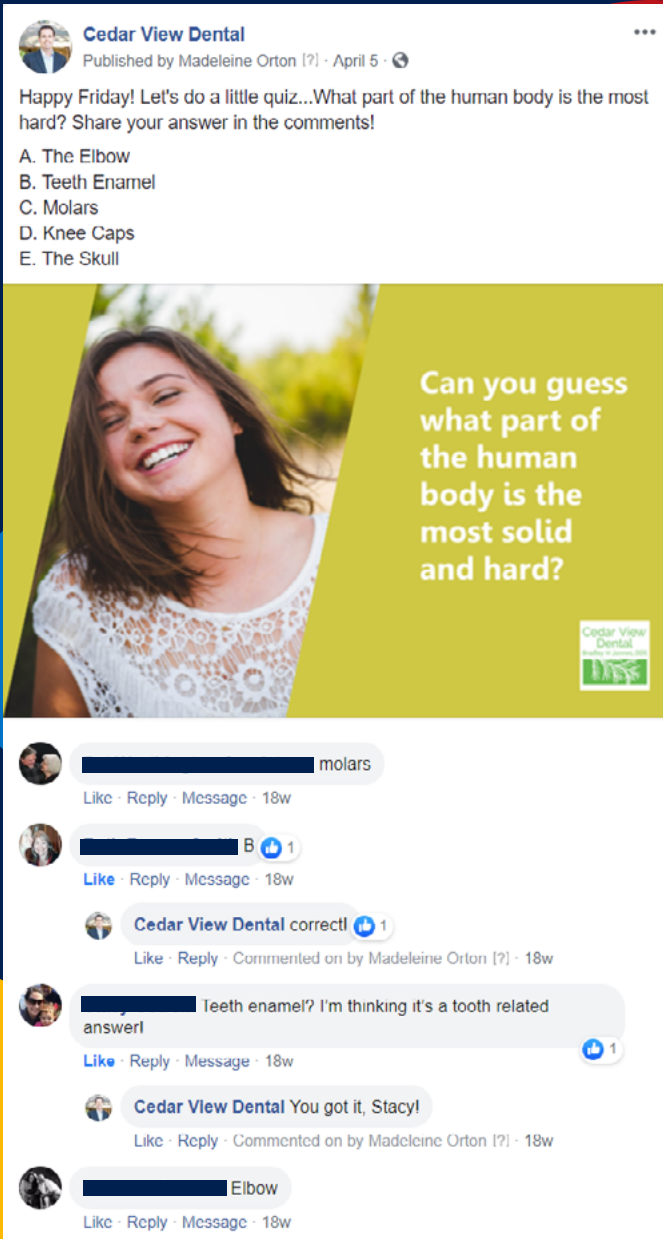 Cedar View Dental
Published by Madeleine Orton [?] · April 5 ·
Happy Friday! Let's do a little quiz...What part of the human body is the most
hard? Share your answer in the comments!
A. The Elbow
B. Teeth Enamel
C. Molars
D. Knee Caps
E. The Skull
Can you guess
what part of
the human
body is the
most solid
and hard?
Cedar View
Dental
molars
Like · Reply · Message · 18w
B 1
Like · Reply · Message · 18w
Cedar View Dental correct! 1
Like · Reply · Commented on by Madeleine Orton [?] · 18w
Teeth enamel? I'm thinking it's a tooth related
answer!
1
Like · Reply · Message · 18w
Cedar View Dental You got it, Stacy!
Like · Reply · Commented on by Madeleine Orton [?] · 18w
Elbow
Like · Reply · Message · 18w